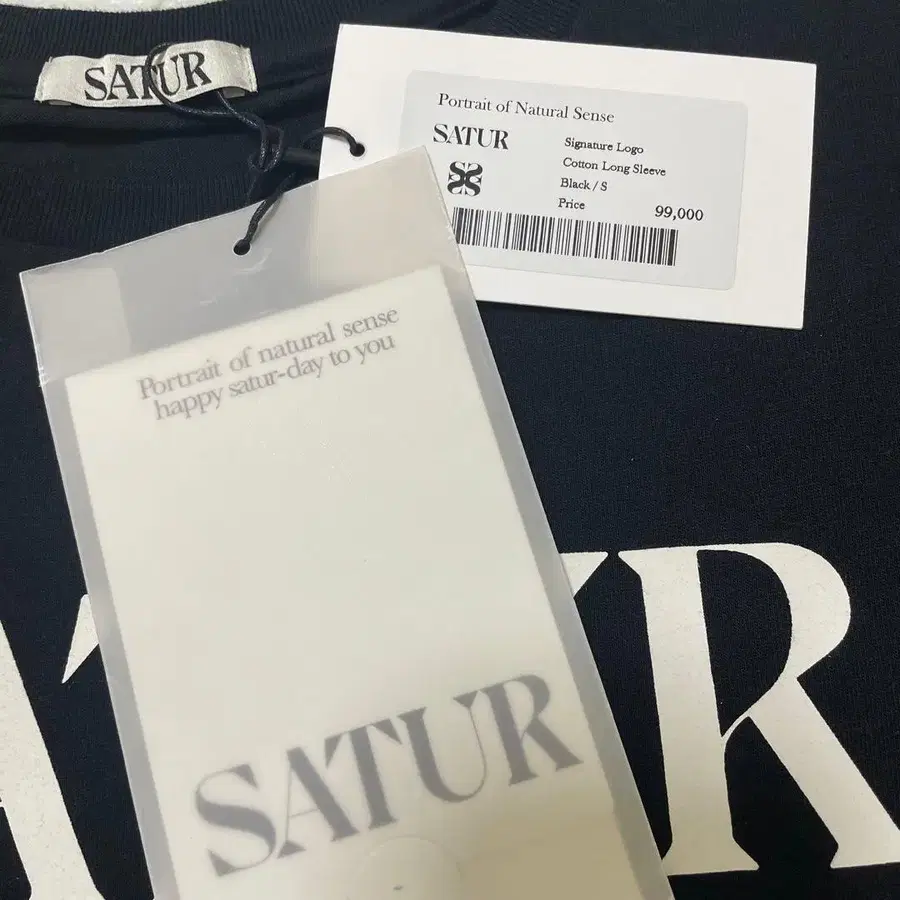 SATUR
Portrait of Natural Sense
SATUR
Signature Logo
Cotton Long Sleeve
Black / S
Price 99,000
Portrait of natural sense
happy satur-day to you
SATUR
ATUR